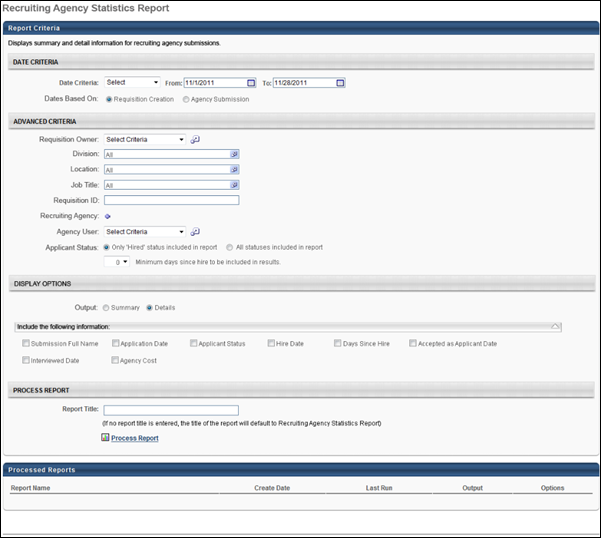 Recruiting Agency Statistics Report
Report Criteria
Displays summary and detail information for recruiting agency submissions.
DATE CRITERIA
Date Criteria: Select From: 11/1/2011 To: 11/28/2011
Dates Based On: Requisition Creation Agency Submission
ADVANCED CRITERIA
Requisition Owner: Select Criteria
Division: All
Location: All
Job Title: All
Requisition ID:
Recruiting Agency:
Agency User: Select Criteria
Applicant Status: Only 'Hired' status included in report All statuses included in report
0 Minimum days since hire to be included in results
DISPLAY OPTIONS
Output: Summary Details
Include the following information:
Submission Full Name Application Date Applicant Status Hire Date Days Since Hire Accepted as Applicant Date
Interviewed Date Agency Cost
PROCESS REPORT
Report Title:
(If no report title is entered, the title of the report will default to Recruiting Agency Statistics Report)
Process Report
Processed Reports
Report Name Create Date Last Run Output Options